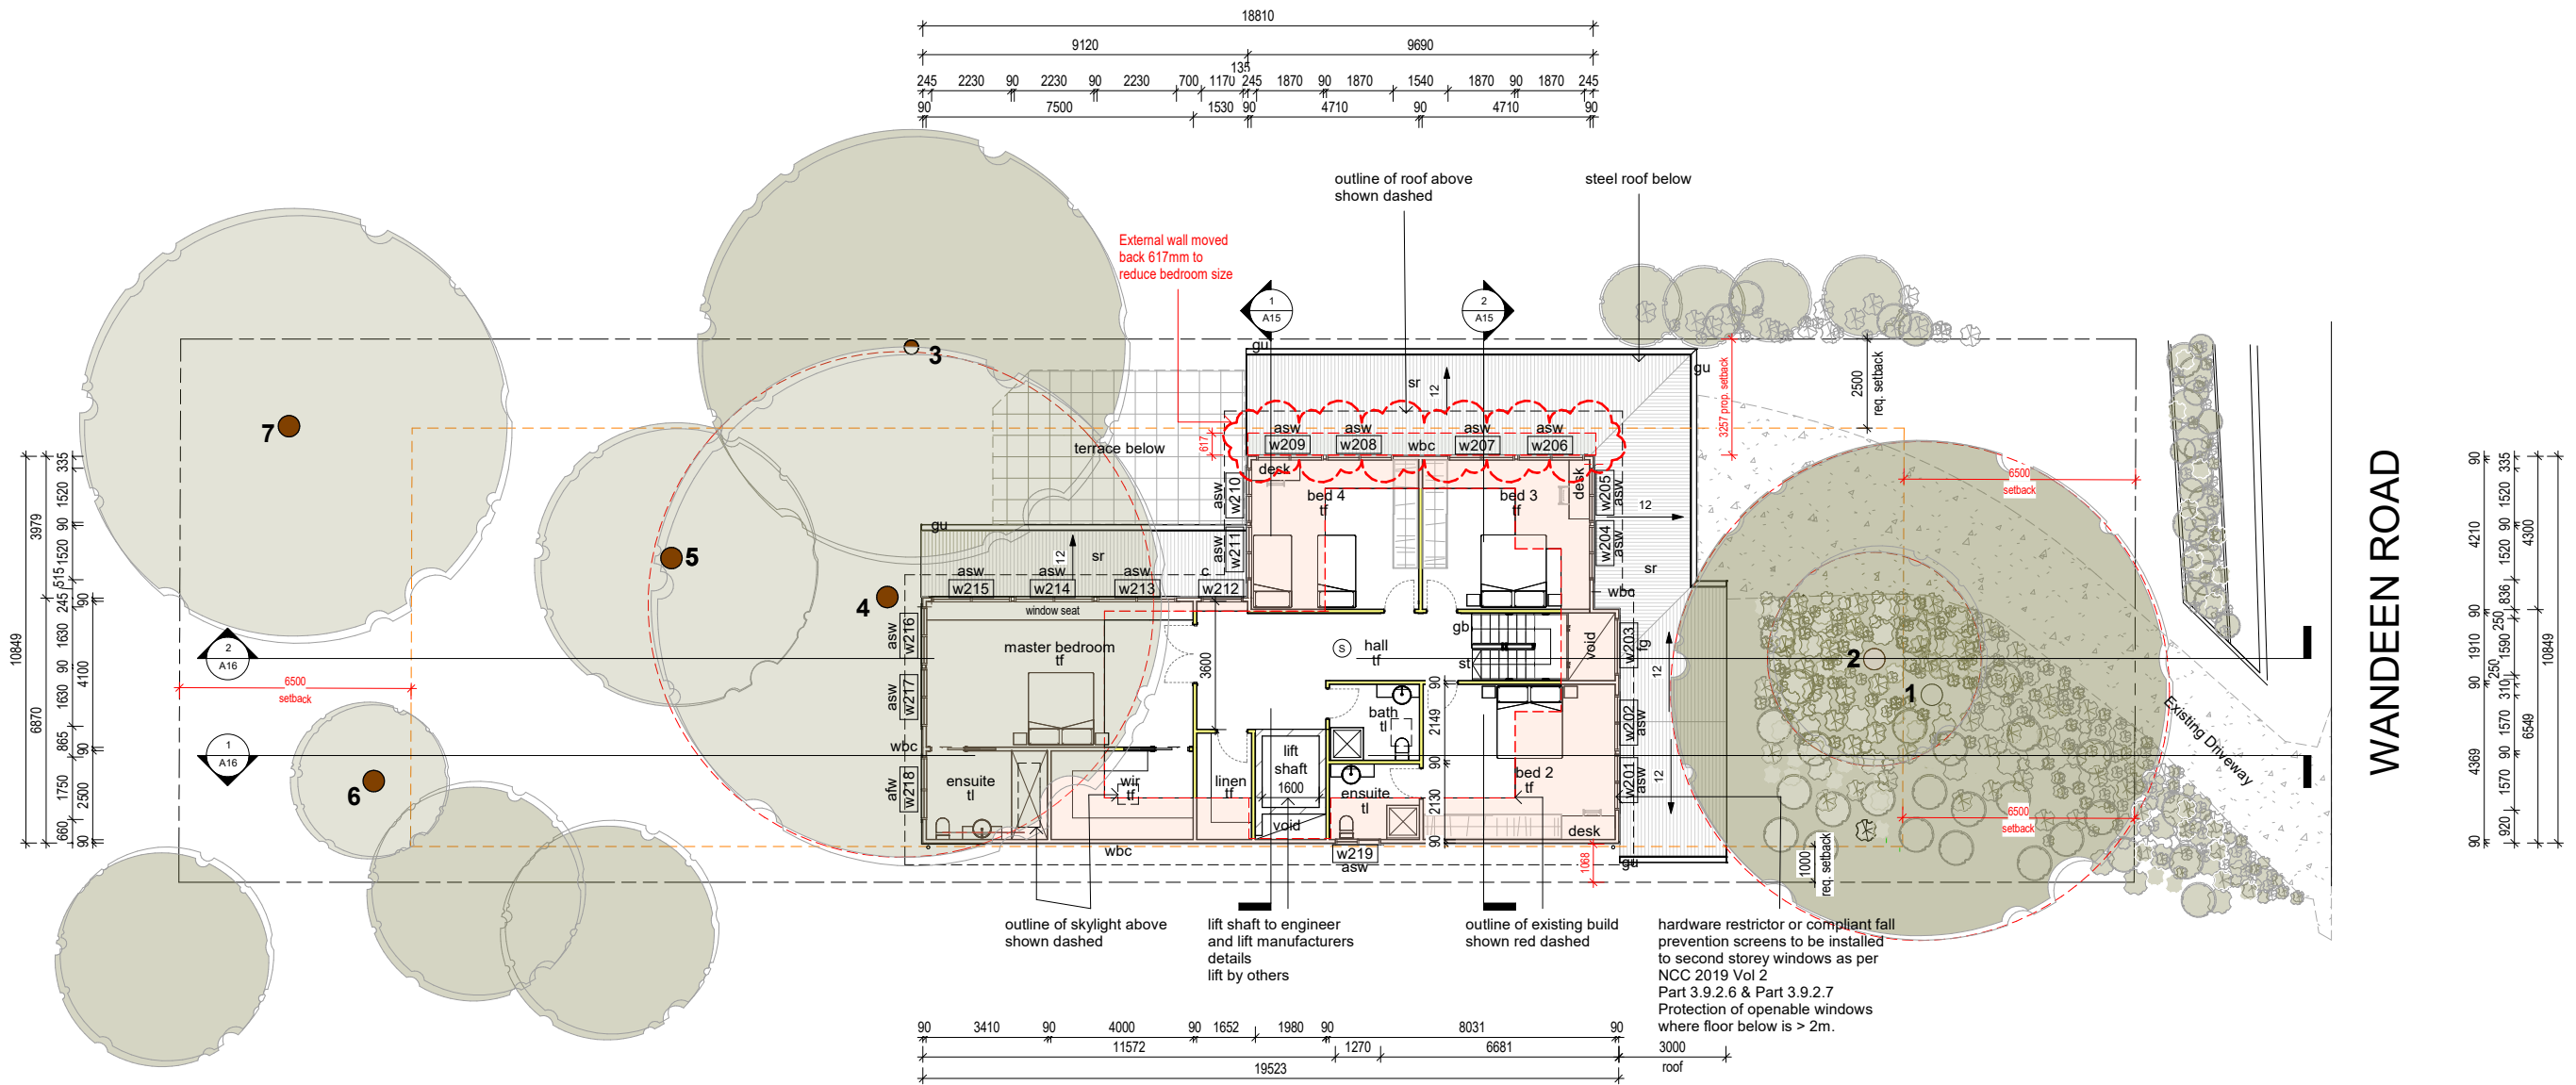 18810
9120 9690
135
245 2230 90 2230 90 2230 700 1170 245 1870 90 1870 1540 1870 90 1870 245
90 7500 1530 90 4710 90 4710 90
outline of roof above
shown dashed
steel roof below
External wall moved
back 617mm to
reduce bedroom size
1
A15
2
A15
3
7
5
4
6
2
1
gu
gu
sr
12
2500
req. setback
3257 prop. setback
asw asw asw asw
w209 w208 wbc w207 w206
617
terrace below
desk
desk
bed 4
tf
bed 3
tf
asw
w210
w205
asw
6500
setback
12
gu
asw
w211
w204
asw
sr
12
sr
asw asw asw c
w215 w214 w213 w212
wbc
window seat
asw
w216
master bedroom
tf
3600
S
hall
tf
gb
st
void
w203
fg
12
2
A16
6500
setback
asw
w217
90
bath
tl
2149
w202
asw
Existing Driveway
1
A16
wbc
lift
shaft
1600
90
12
afw
w218
ensuite
tl
wir
tf
linen
tf
ensuite
tl
2130
bed 2
tf
w201
asw
6500
setback
void
desk
90
wbc
w219
asw
1068
gu
1000
req. setback
10849
3979
6870
335
1520
90
1520
515
245
90
1630
90
1630
4100
865
90
1750
2500
660
90
90
4210
90
1910
90
4369
90
335
1520
90
1520
836
250
1590
250
310
1570
90
1570
920
4300
6549
10849
WANDEEN ROAD
outline of skylight above
shown dashed
lift shaft to engineer
and lift manufacturers
details
lift by others
outline of existing build
shown red dashed
hardware restrictor or compliant fall
prevention screens to be installed
to second storey windows as per
NCC 2019 Vol 2
Part 3.9.2.6 & Part 3.9.2.7
Protection of openable windows
where floor below is > 2m.
90 3410 90 4000 90 1652 1980 90 8031 90
11572 1270 6681 3000
roof
19523